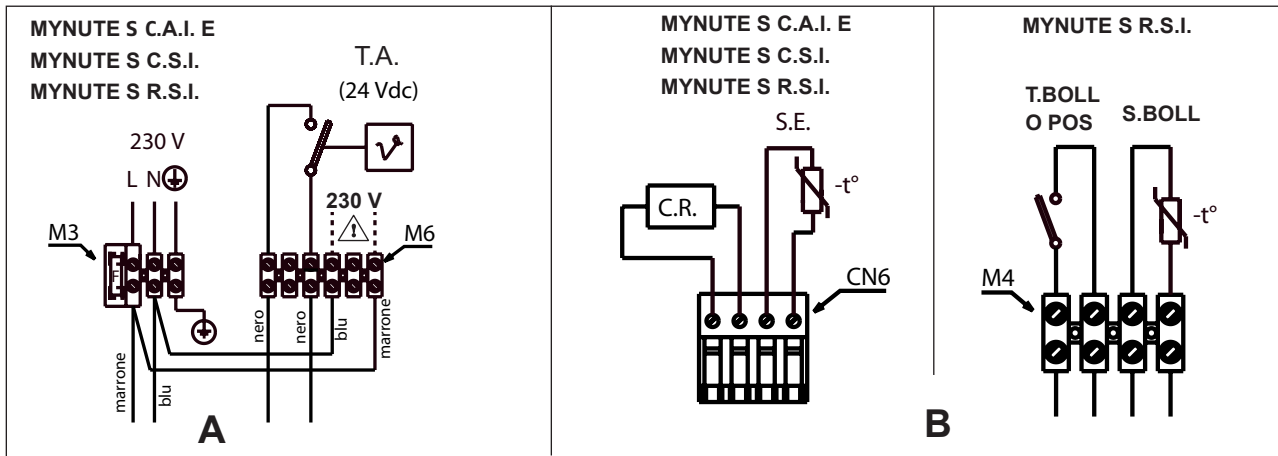 MYNUTE S C.A.I. E
MYNUTE S C.S.I.
MYNUTE S R.S.I.
T.A.
(24 Vdc)
230 V
L N
230 V
M3
M6
F
nero
nero
blu
marrone
marrone
blu
A
MYNUTE S C.A.I. E
MYNUTE S C.S.I.
MYNUTE S R.S.I.
S.E.
-t°
C.R.
CN6
MYNUTE S R.S.I.
T.BOLL
O POS
S.BOLL
-t°
M4
B